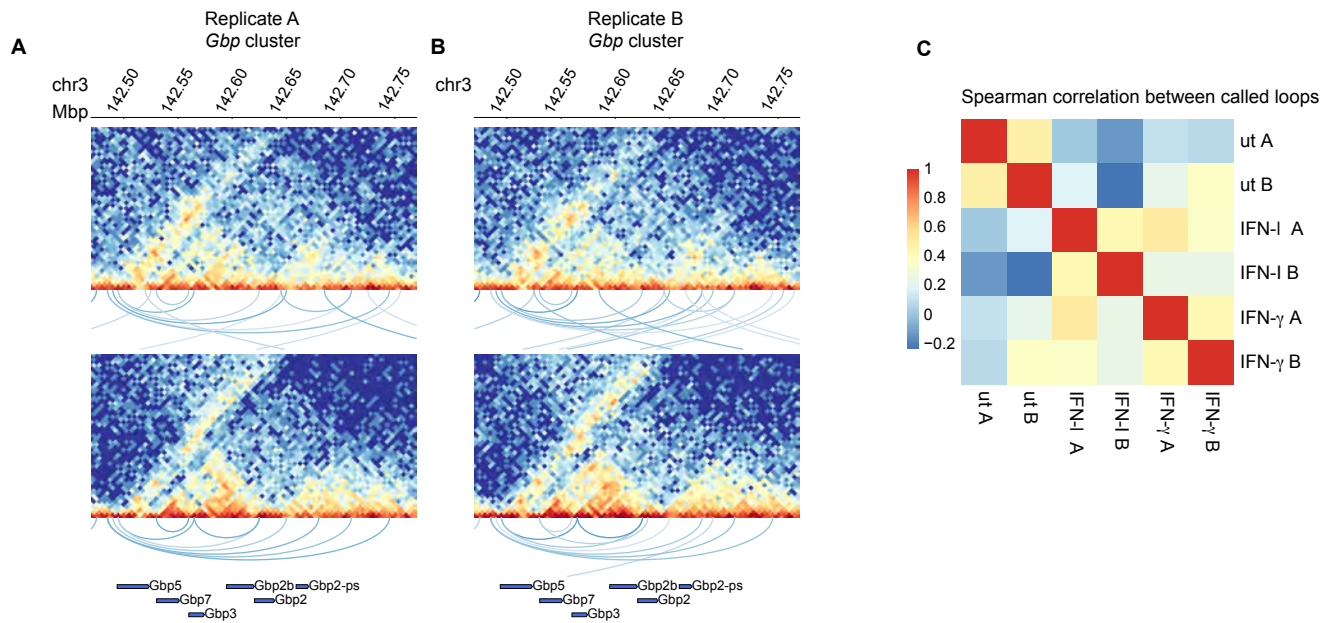 Replicate A
Gbp cluster
A
chr3
Mbp
142.50
142.55
142.60
142.65
142.70
142.75
Gbp5
Gbp2b
Gbp2-ps
Gbp7
Gbp2
Gbp3
Replicate B
Gbp cluster
B
chr3
142.50
142.55
142.60
142.65
142.70
142.75
Gbp5
Gbp2b
Gbp2-ps
Gbp7
Gbp2
Gbp3
C
Spearman correlation between called loops
1
0.8
0.6
0.4
0.2
0
−0.2
ut A
ut B
IFN-I A
IFN-I B
IFN-γ A
IFN-γ B
ut A
ut B
IFN-I A
IFN-I B
IFN-γ A
IFN-γ B